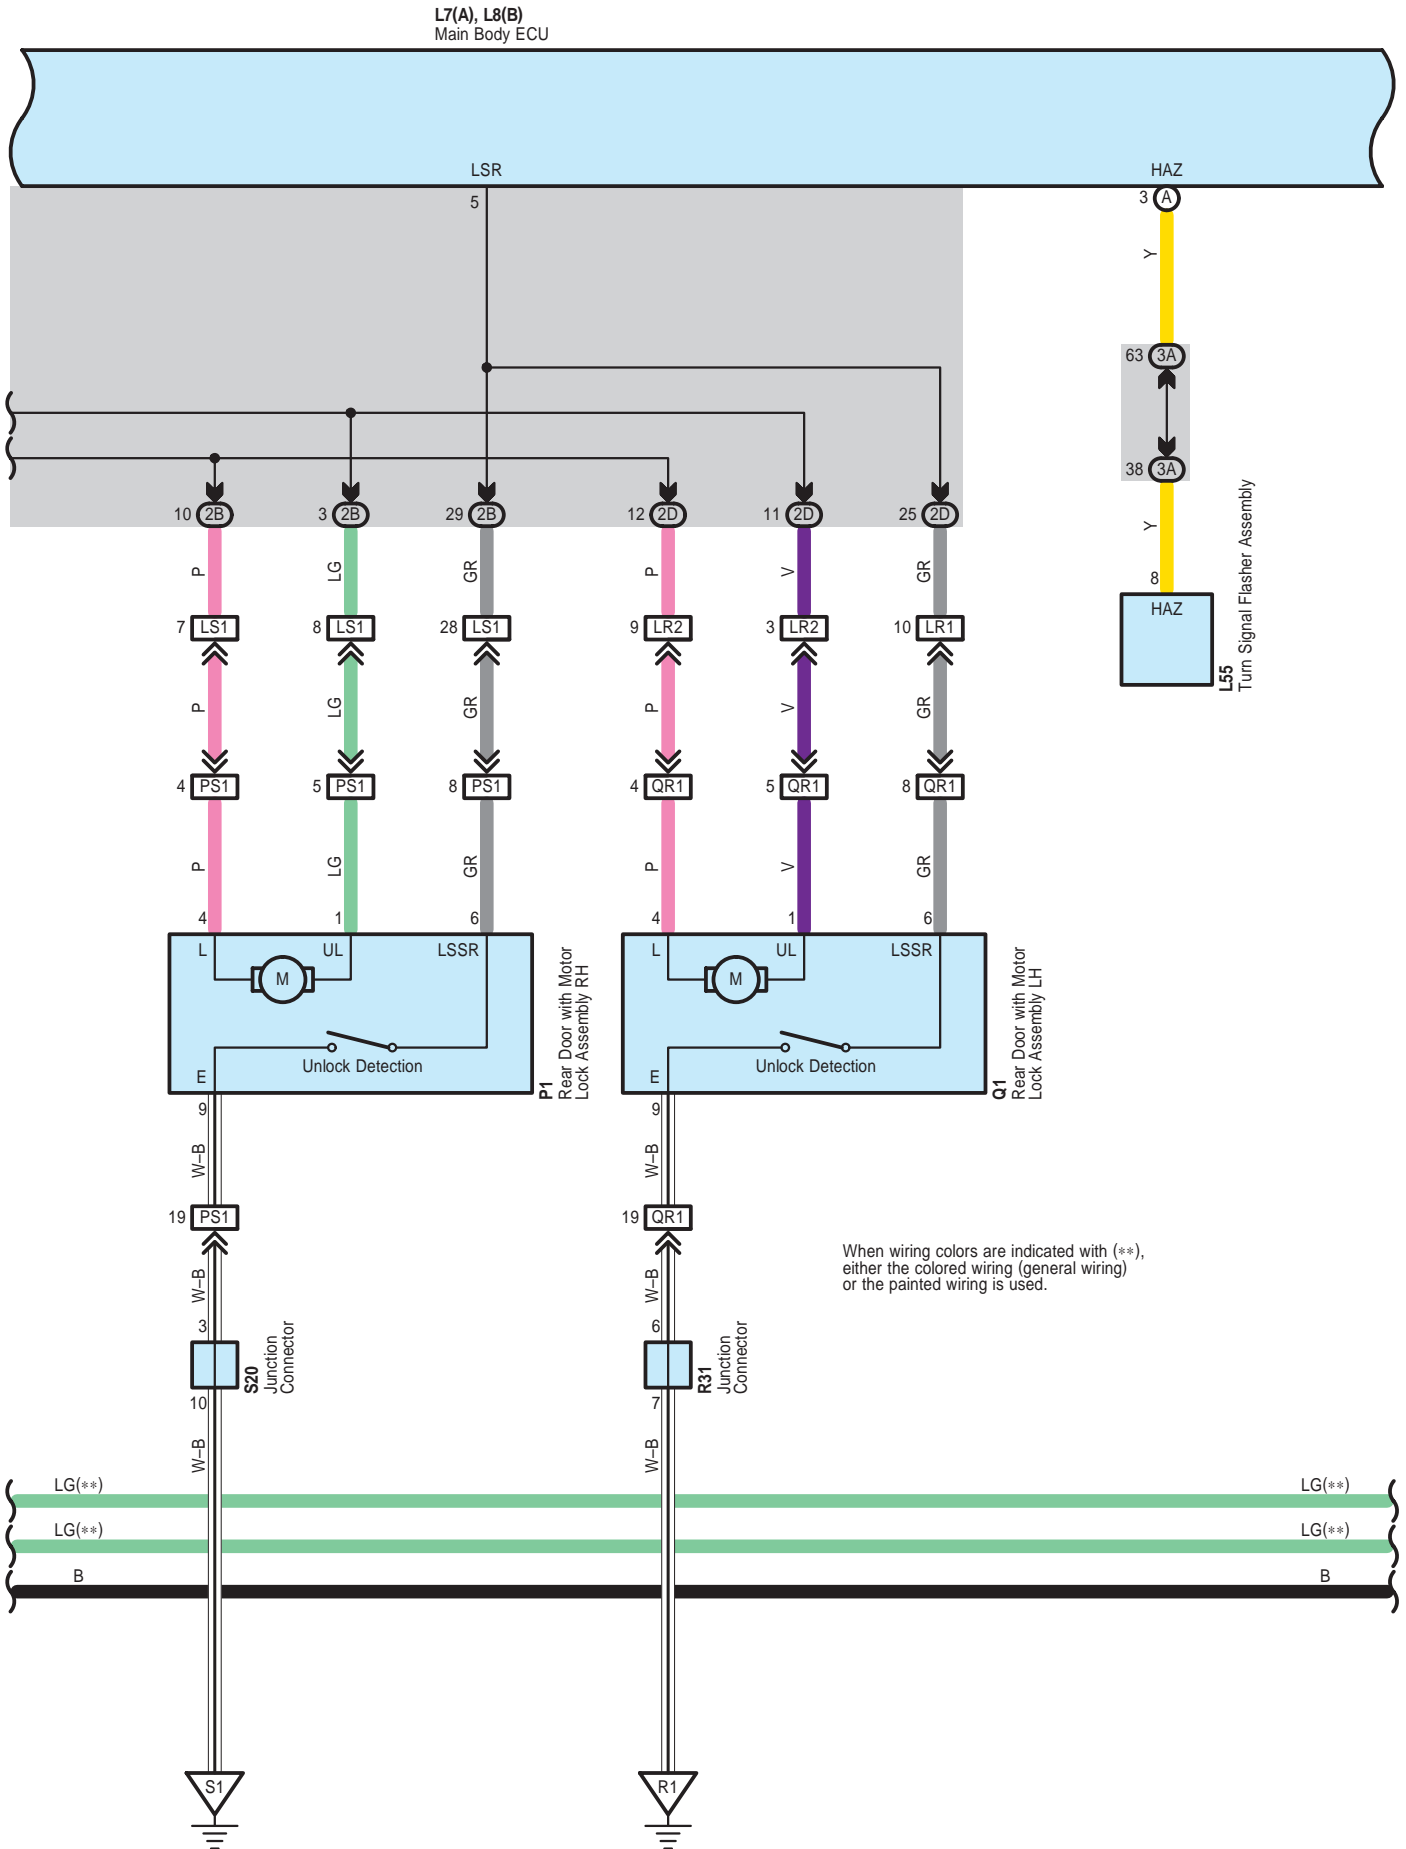 L7(A), L8(B)
Main Body ECU
LSR
HAZ
5
3 A
Y
63 3A
38 3A
Y
8
HAZ
L55
Turn Signal Flasher Assembly
10 2B
3 2B
29 2B
12 2D
11 2D
25 2D
P
LG
GR
P
V
GR
7 LS1
8 LS1
28 LS1
9 LR2
3 LR2
10 LR1
P
LG
GR
P
V
GR
4 PS1
5 PS1
8 PS1
4 QR1
5 QR1
8 QR1
P
LG
GR
P
V
GR
4
1
6
4
1
6
L
UL
LSSR
L
UL
LSSR
M
M
Unlock Detection
Unlock Detection
E
E
P1
Rear Door with Motor
Lock Assembly RH
Q1
Rear Door with Motor
Lock Assembly LH
9
9
W–B
W–B
19 PS1
19 QR1
W–B
W–B
When wiring colors are indicated with (**),
either the colored wiring (general wiring)
or the painted wiring is used.
3
6
S20
Junction
Connector
R31
Junction
Connector
10
7
W–B
W–B
LG(**)
LG(**)
LG(**)
LG(**)
B
B
S1
R1